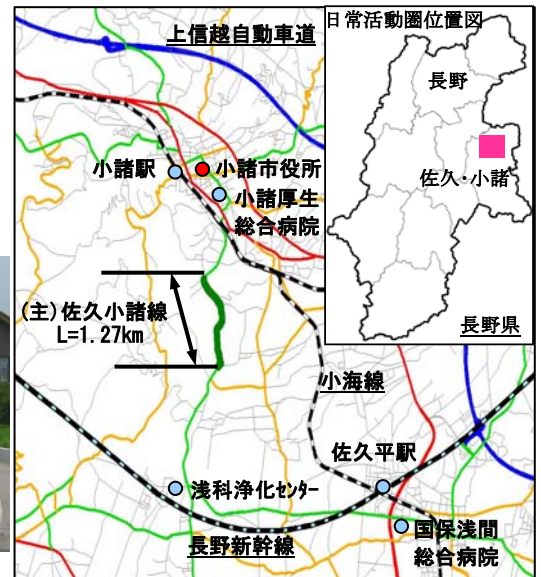 上信越自動車道
日常活動圏位置図
長野
佐久・小諸
長野県
小諸駅
小諸市役所
小諸厚生
総合病院
(主)佐久小諸線
L=1.27km
小海線
佐久平駅
浅科浄化センター
国保浅間
総合病院
長野新幹線